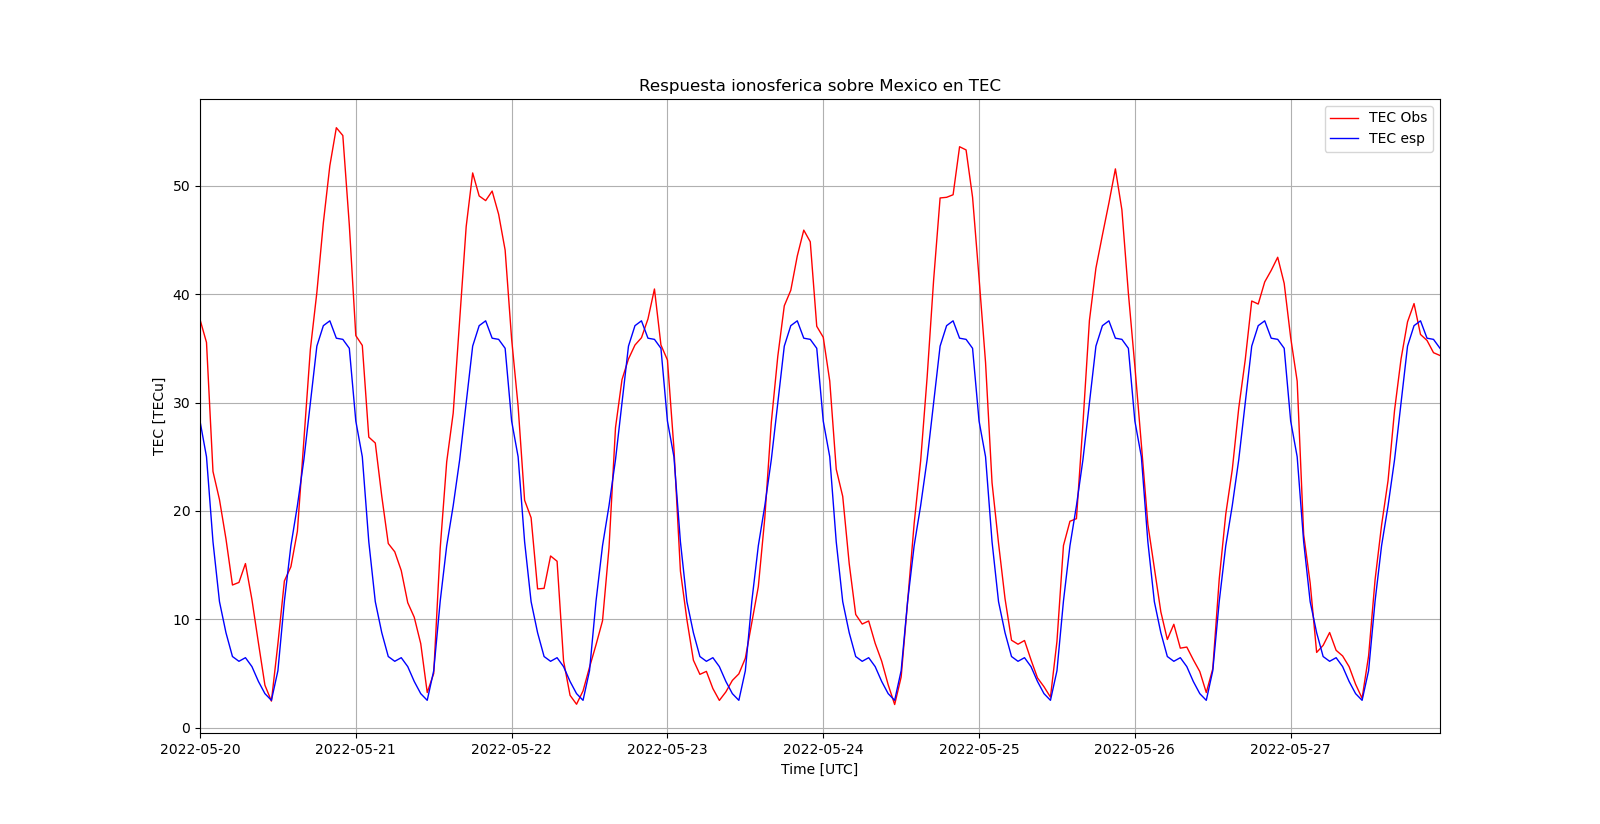 Respuesta ionosferica sobre Mexico en TEC
TEC Obs
TEC esp
TEC [TECu]
50
40
30
20
10
0
2022-05-20 2022-05-21 2022-05-22 2022-05-23 2022-05-24 2022-05-25 2022-05-26 2022-05-27
Time [UTC]